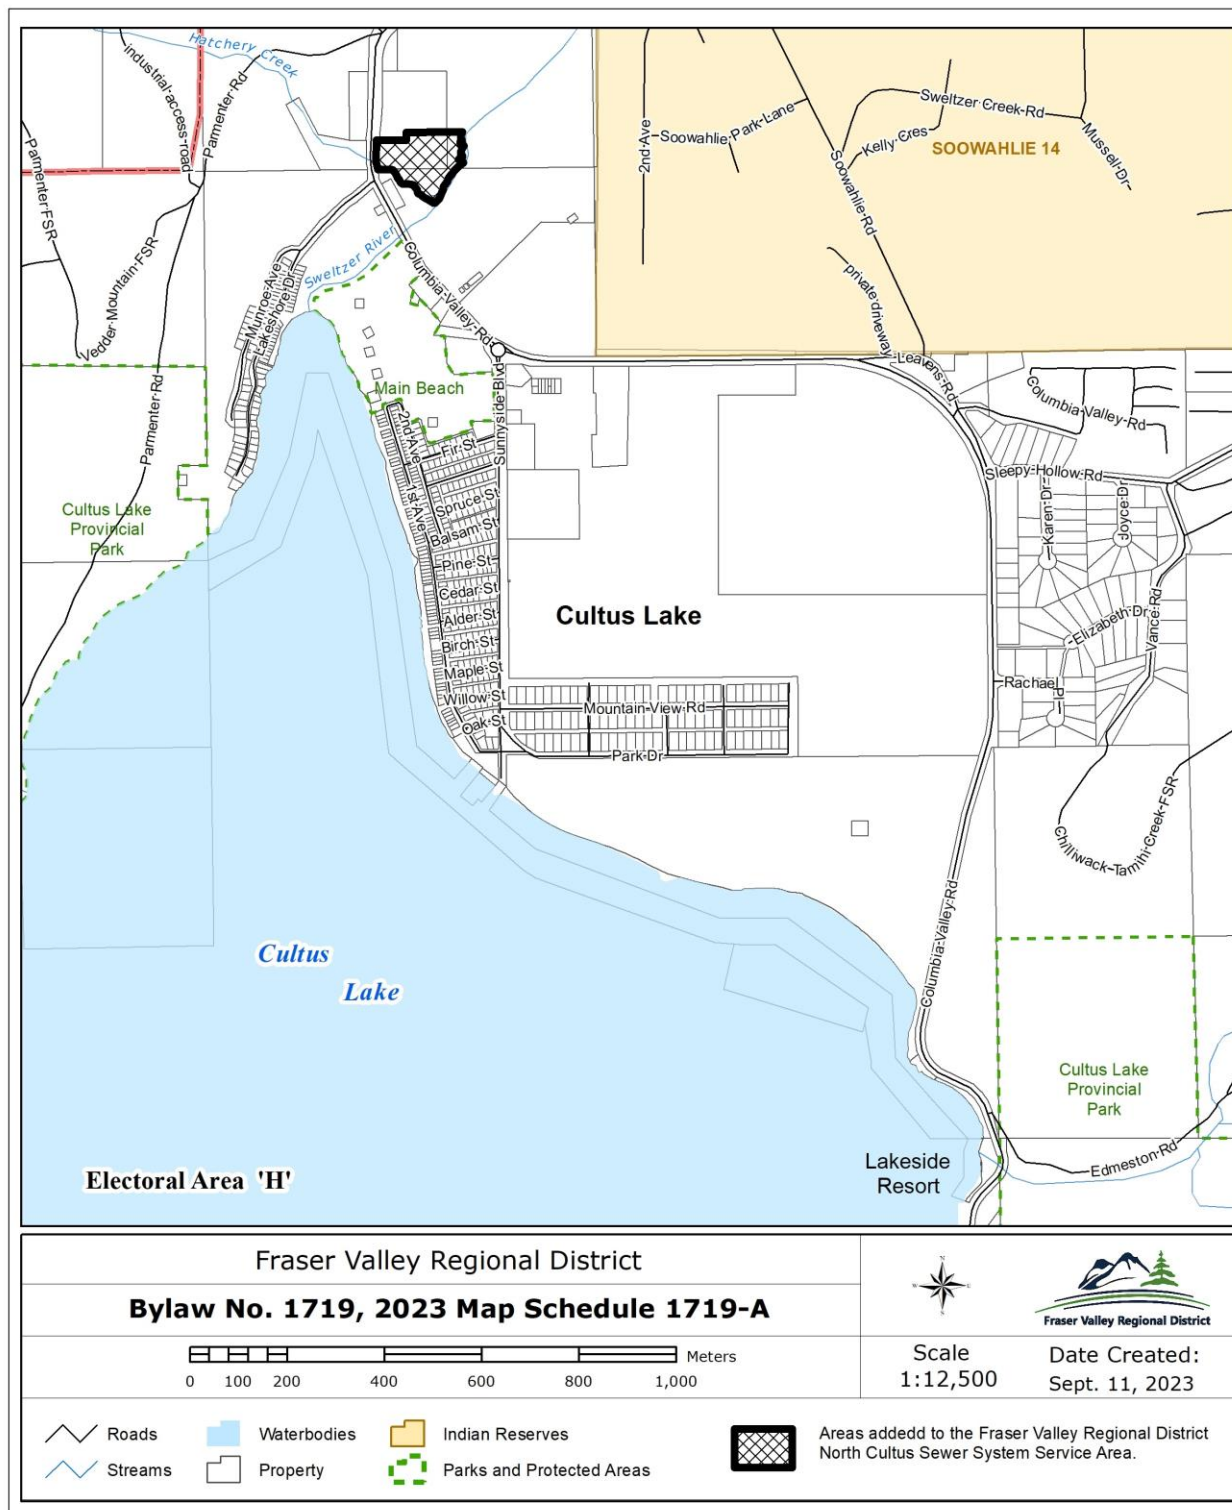 Hatchery Creek
industrial access road
Parmenter Rd
Parmenter FSR
Vedder Mountain FSR
Parmenter Rd
Munroe Ave
Lakeshore Dr
Sweltzer River
Columbia Valley Rd
2nd Ave
Soowahlie Park Lane
Soowahlie Rd
Kelly Cres
Sweltzer Creek Rd
Mussell Dr
SOOWAHLIE 14
private driveway
Leavens Rd
Columbia Valley Rd
Sleepy Hollow Rd
Karen Dr
Joyce Dr
Elizabeth Dr
Vance Rd
Rachael Pl
Chilliwack Tamihi Creek FSR
Main Beach
2nd Ave
1st Ave
Sunnyside Blvd
Fir St
Spruce St
Balsam St
Pine St
Cedar St
Alder St
Birch St
Maple St
Willow St
Oak St
Mountain View Rd
Park Dr
Cultus Lake
Provincial
Park
Cultus Lake
Cultus
Lake
Columbia Valley Rd
Cultus Lake
Provincial
Park
Edmeston Rd
Lakeside
Resort
Electoral Area 'H'
Fraser Valley Regional District
Bylaw No. 1719, 2023 Map Schedule 1719-A
0 100 200 400 600 800 1,000
Meters
N
W E
S
Fraser Valley Regional District
Scale
1:12,500
Date Created:
Sept. 11, 2023
Roads
Streams
Waterbodies
Property
Indian Reserves
Parks and Protected Areas
Areas addedd to the Fraser Valley Regional District
North Cultus Sewer System Service Area.